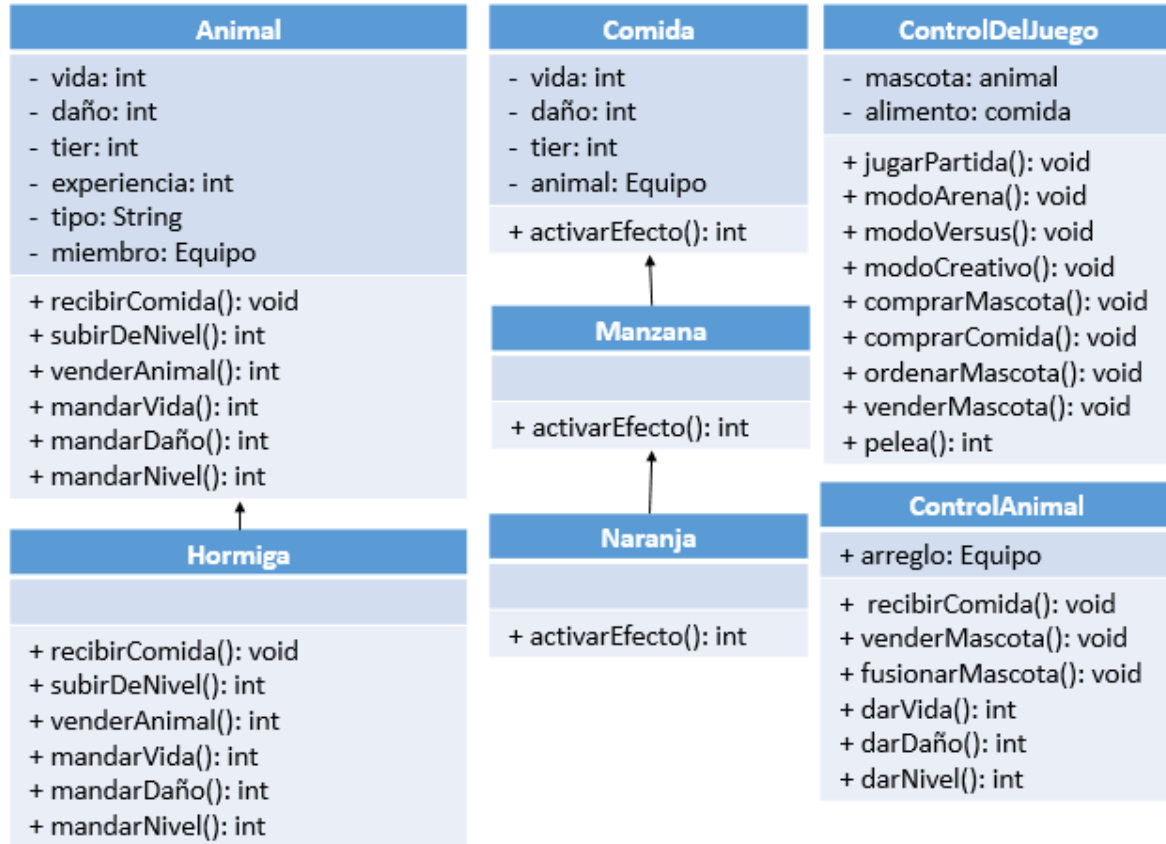 Animal
- vida: int
- daño: int
- tier: int
- experiencia: int
- tipo: String
- miembro: Equipo
+ recibirComida(): void
+ subirDeNivel(): int
+ venderAnimal(): int
+ mandarVida(): int
+ mandarDaño(): int
+ mandarNivel(): int
Hormiga
+ recibirComida(): void
+ subirDeNivel(): int
+ venderAnimal(): int
+ mandarVida(): int
+ mandarDaño(): int
+ mandarNivel(): int
Comida
- vida: int
- daño: int
- tier: int
- animal: Equipo
+ activarEfecto(): int
Manzana
+ activarEfecto(): int
Naranja
+ activarEfecto(): int
ControlDelJuego
- mascota: animal
- alimento: comida
+ jugarPartida(): void
+ modoArena(): void
+ modoVersus(): void
+ modoCreativo(): void
+ comprarMascota(): void
+ comprarComida(): void
+ ordenarMascota(): void
+ venderMascota(): void
+ pelea(): int
ControlAnimal
+ arreglo: Equipo
+ recibirComida(): void
+ venderMascota(): void
+ fusionarMascota(): void
+ darVida(): int
+ darDaño(): int
+ darNivel(): int